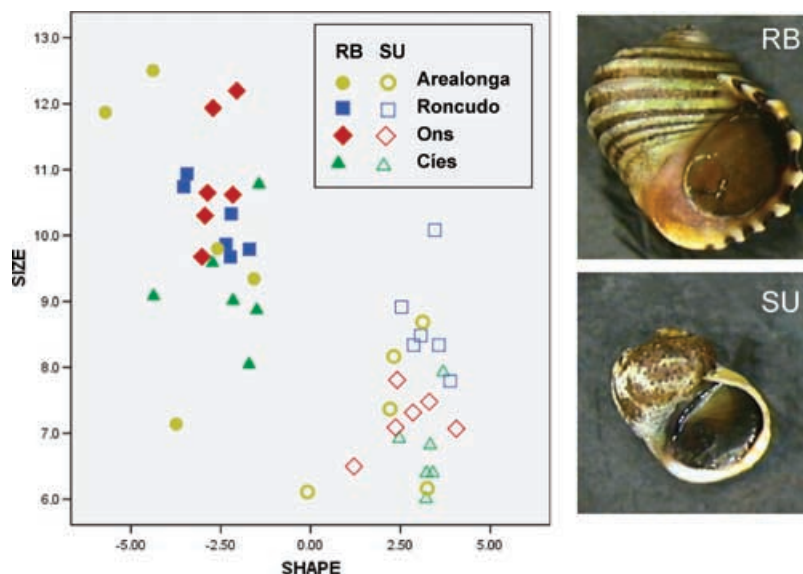 13.0
12.0
11.0
10.0
9.0
8.0
7.0
6.0
SIZE
-5.00 -2.50 0.00 2.50 5.00
SHAPE
RB SU
Arealonga
Roncudo
Ons
Cíes
RB
SU